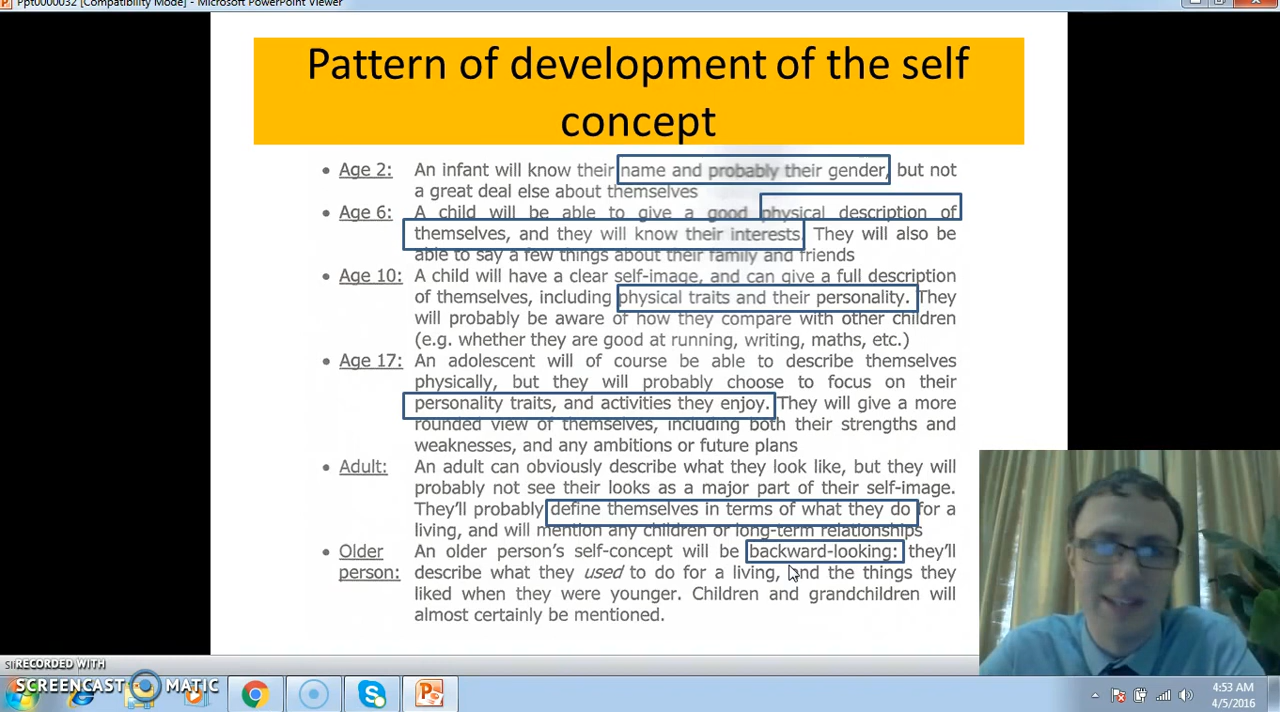 Ppt0000032 [Compatibility Mode] - Microsoft PowerPoint Viewer
Pattern of development of the self
concept
• Age 2: An infant will know their name and probably their gender, but not
a great deal else about themselves
• Age 6: A child will be able to give a good physical description of
themselves, and they will know their interests. They will also be
able to say a few things about their family and friends
• Age 10: A child will have a clear self-image, and can give a full description
of themselves, including physical traits and their personality. They
will probably be aware of how they compare with other children
(e.g. whether they are good at running, writing, maths, etc.)
• Age 17: An adolescent will of course be able to describe themselves
physically, but they will probably choose to focus on their
personality traits, and activities they enjoy. They will give a more
rounded view of themselves, including both their strengths and
weaknesses, and any ambitions or future plans
• Adult: An adult can obviously describe what they look like, but they will
probably not see their looks as a major part of their self-image.
They'll probably define themselves in terms of what they do for a
living, and will mention any children or long-term relationships
• Older An older person's self-concept will be backward-looking: they'll
person: describe what they used to do for a living, and the things they
liked when they were younger. Children and grandchildren will
almost certainly be mentioned.
RECORDED WITH
SCREENCAST MATIC
4:53 AM
4/5/2016